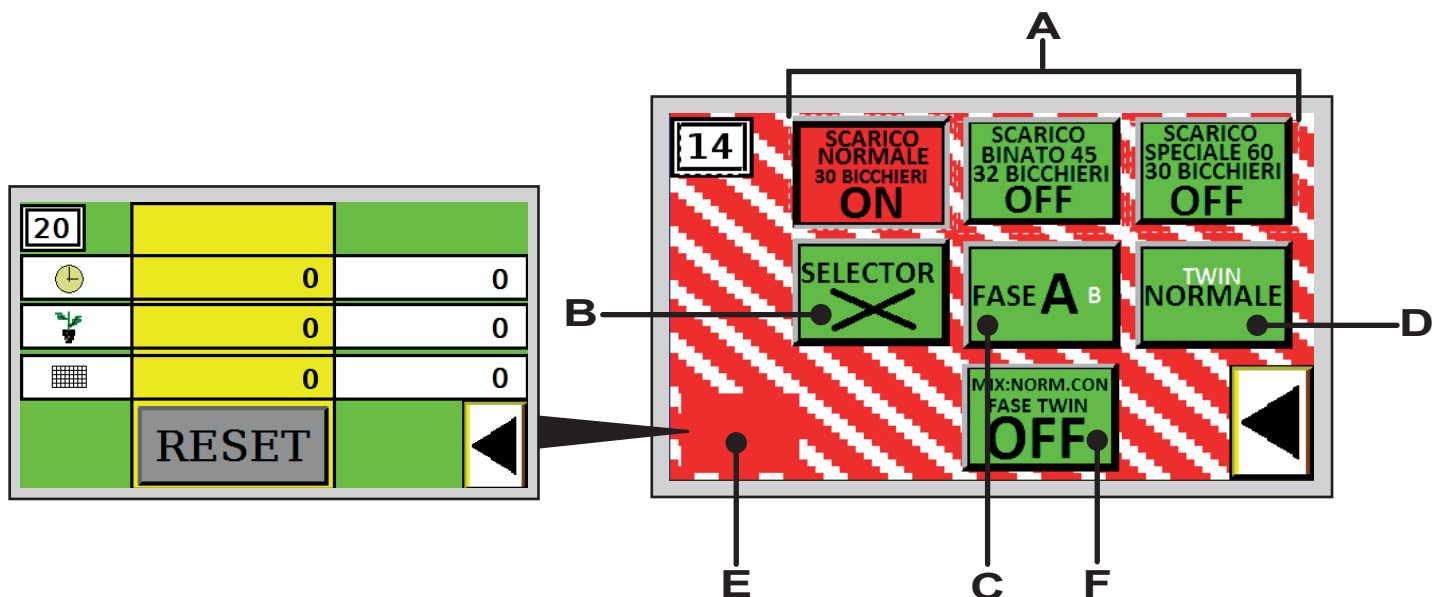 A
14
SCARICO
NORMALE
30 BICCHIERI
ON
SCARICO
BINATO 45
32 BICCHIERI
OFF
SCARICO
SPECIALE 60
30 BICCHIERI
OFF
20
0 0
0 0
0 0
RESET
B
SELECTOR
FASE A B
TWIN
NORMALE
D
MIX:NORM.CON
FASE TWIN
OFF
E
C
F